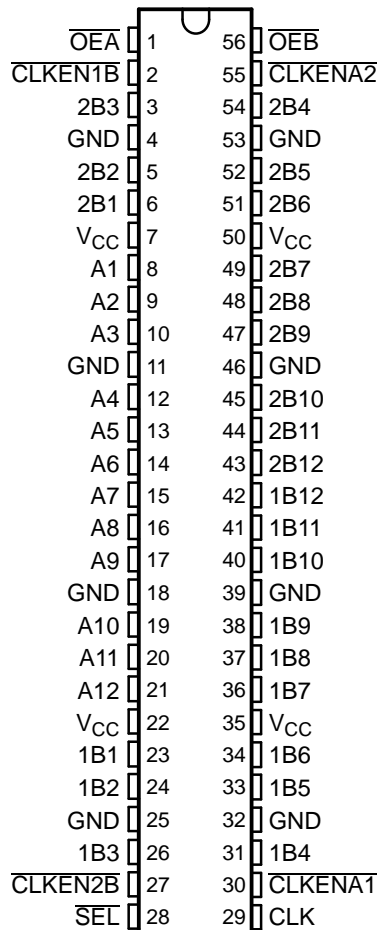 OEA 1 56 OEB
CLKEN1B 2 55 CLKENA2
2B3 3 54 2B4
GND 4 53 GND
2B2 5 52 2B5
2B1 6 51 2B6
VCC 7 50 VCC
A1 8 49 2B7
A2 9 48 2B8
A3 10 47 2B9
GND 11 46 GND
A4 12 45 2B10
A5 13 44 2B11
A6 14 43 2B12
A7 15 42 1B12
A8 16 41 1B11
A9 17 40 1B10
GND 18 39 GND
A10 19 38 1B9
A11 20 37 1B8
A12 21 36 1B7
VCC 22 35 VCC
1B1 23 34 1B6
1B2 24 33 1B5
GND 25 32 GND
1B3 26 31 1B4
CLKEN2B 27 30 CLKENA1
SEL 28 29 CLK